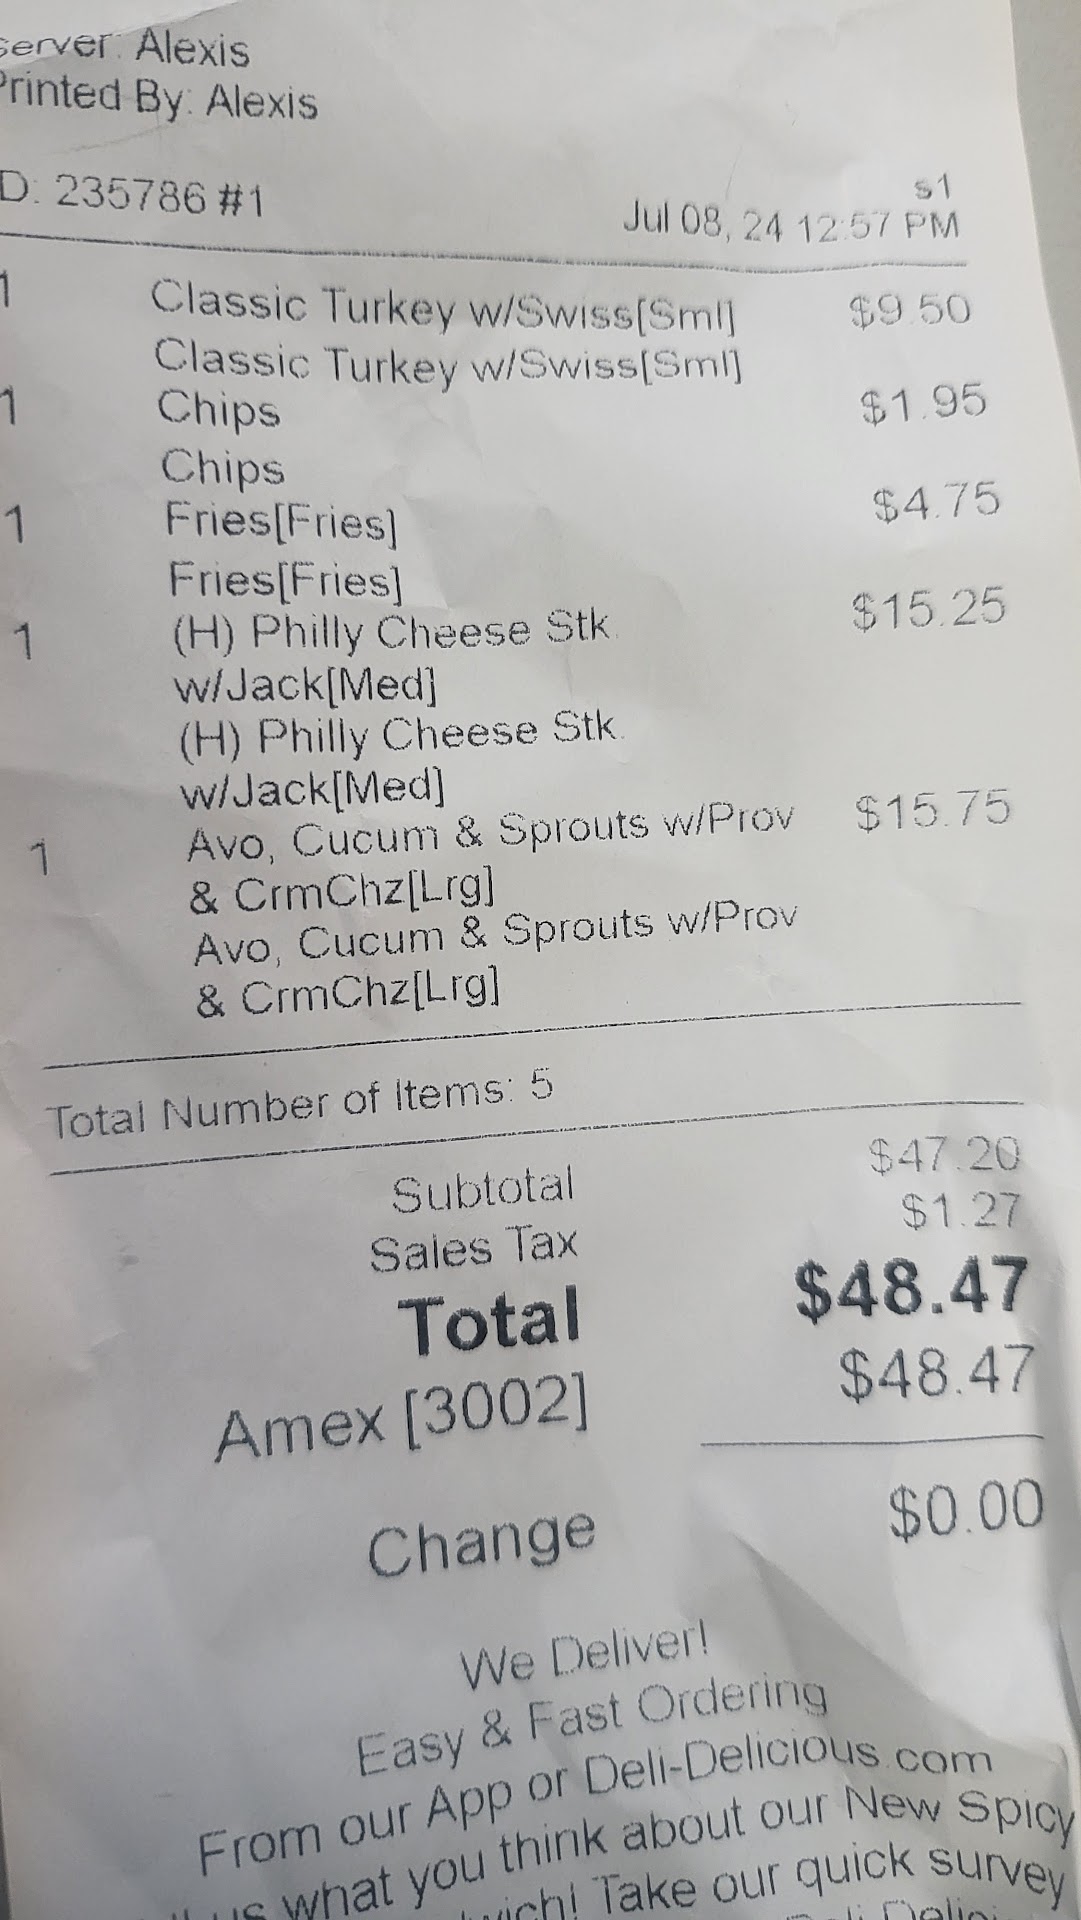 Server: Alexis
Printed By: Alexis
D: 235786 #1
s1
Jul 08, 24 12:57 PM
1 Classic Turkey w/Swiss[Sml] $9.50
Classic Turkey w/Swiss[Sml]
1 Chips $1.95
Chips
1 Fries[Fries] $4.75
Fries[Fries]
1 (H) Philly Cheese Stk. $15.25
w/Jack[Med]
(H) Philly Cheese Stk.
w/Jack[Med]
1 Avo, Cucum & Sprouts w/Prov $15.75
& CrmChz[Lrg]
Avo, Cucum & Sprouts w/Prov
& CrmChz[Lrg]
Total Number of Items: 5
Subtotal $47.20
Sales Tax $1.27
Total $48.47
Amex [3002] $48.47
Change $0.00
We Deliver!
Easy & Fast Ordering
From our App or Deli-Delicious.com
us what you think about our New Spicy
Take our quick survey